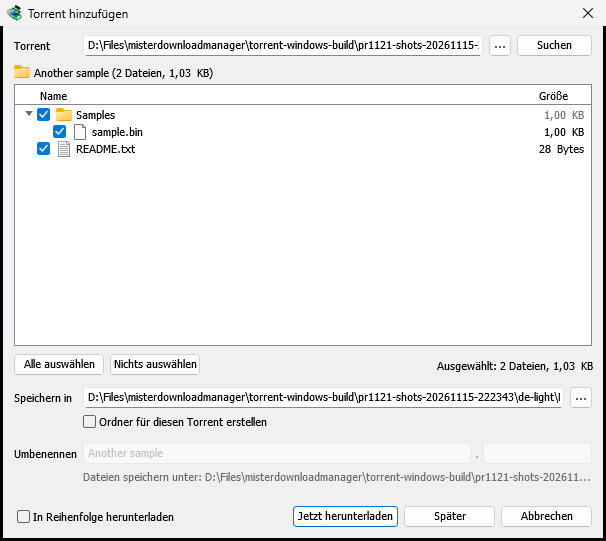 Torrent hinzufügen
Torrent D:\Files\misterdownloadmanager\torrent-windows-build\pr1121-shots-20261115- ... Suchen
Another sample (2 Dateien, 1,03 KB)
Name Größe
Samples 1,00 KB
sample.bin 1,00 KB
README.txt 28 Bytes
Alle auswählen Nichts auswählen Ausgewählt: 2 Dateien, 1,03 KB
Speichern in D:\Files\misterdownloadmanager\torrent-windows-build\pr1121-shots-20261115-222343\de-light\ ...
Ordner für diesen Torrent erstellen
Umbenennen Another sample .
Dateien speichern unter: D:\Files\misterdownloadmanager\torrent-windows-build\pr1121-shots-202611...
In Reihenfolge herunterladen Jetzt herunterladen Später Abbrechen